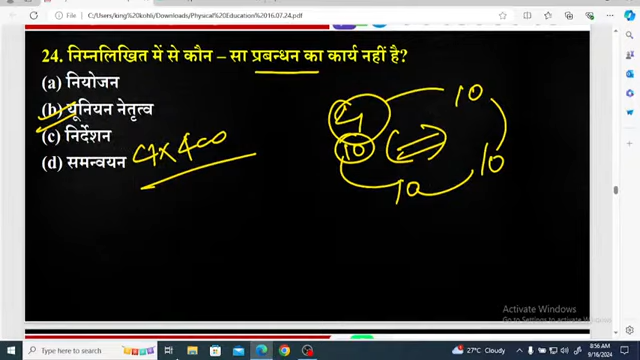 File
C:/Users/king%20kohli/Downloads/Physical%20Education%2016.07.24.pdf
24. निम्नलिखित में से कौन – सा प्रबन्धन का कार्य नहीं है?
(a) नियोजन
(b) यूनियन नेतृत्व
(c) निर्देशन
(d) समन्वयन
4x400
4
10
10
10
10
Activate Windows
Go to Settings to activate Windows.
Type here to search
27°C Cloudy
8:56 AM
9/16/2024